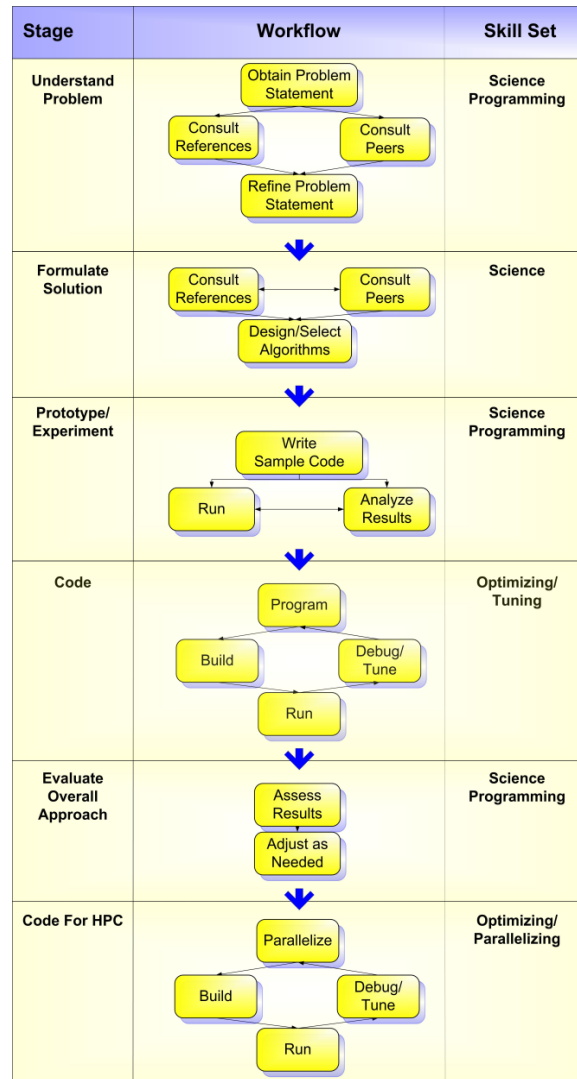 Stage
Workflow
Skill Set
Understand
Problem
Obtain Problem
Statement
Consult
References
Consult
Peers
Refine Problem
Statement
Science
Programming
Formulate
Solution
Consult
References
Consult
Peers
Design/Select
Algorithms
Science
Prototype/
Experiment
Write
Sample Code
Run
Analyze
Results
Science
Programming
Code
Program
Build
Debug/
Tune
Run
Optimizing/
Tuning
Evaluate
Overall
Approach
Assess
Results
Adjust as
Needed
Science
Programming
Code For HPC
Parallelize
Build
Debug/
Tune
Run
Optimizing/
Parallelizing